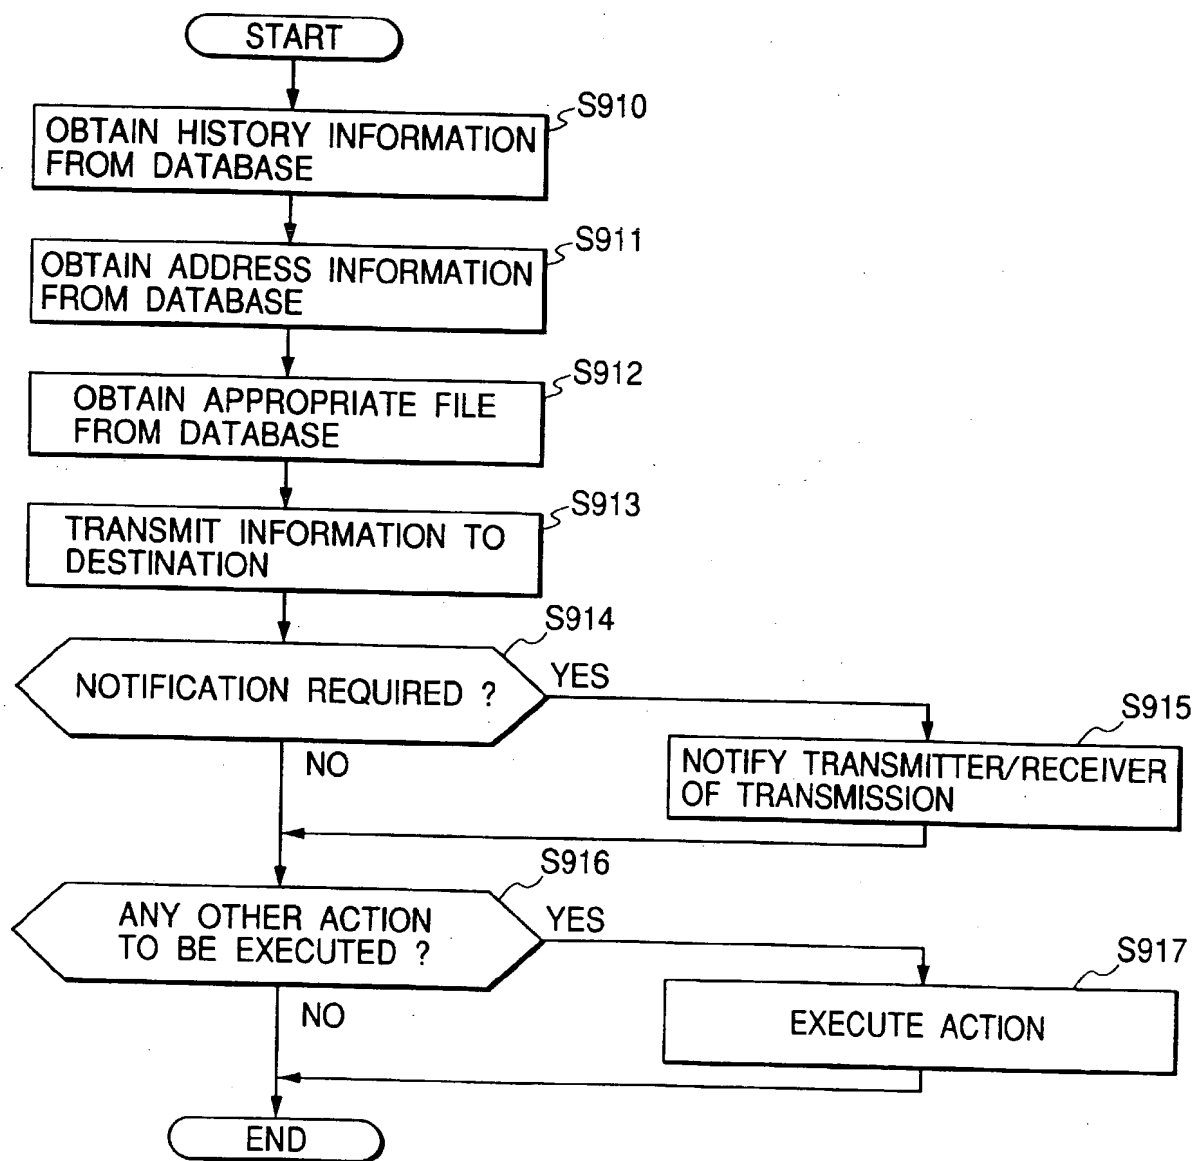 START
S910
OBTAIN HISTORY INFORMATION
FROM DATABASE
S911
OBTAIN ADDRESS INFORMATION
FROM DATABASE
S912
OBTAIN APPROPRIATE FILE
FROM DATABASE
S913
TRANSMIT INFORMATION TO
DESTINATION
S914
NOTIFICATION REQUIRED ?
YES
NO
S915
NOTIFY TRANSMITTER/RECEIVER
OF TRANSMISSION
S916
ANY OTHER ACTION
TO BE EXECUTED ?
YES
NO
S917
EXECUTE ACTION
END